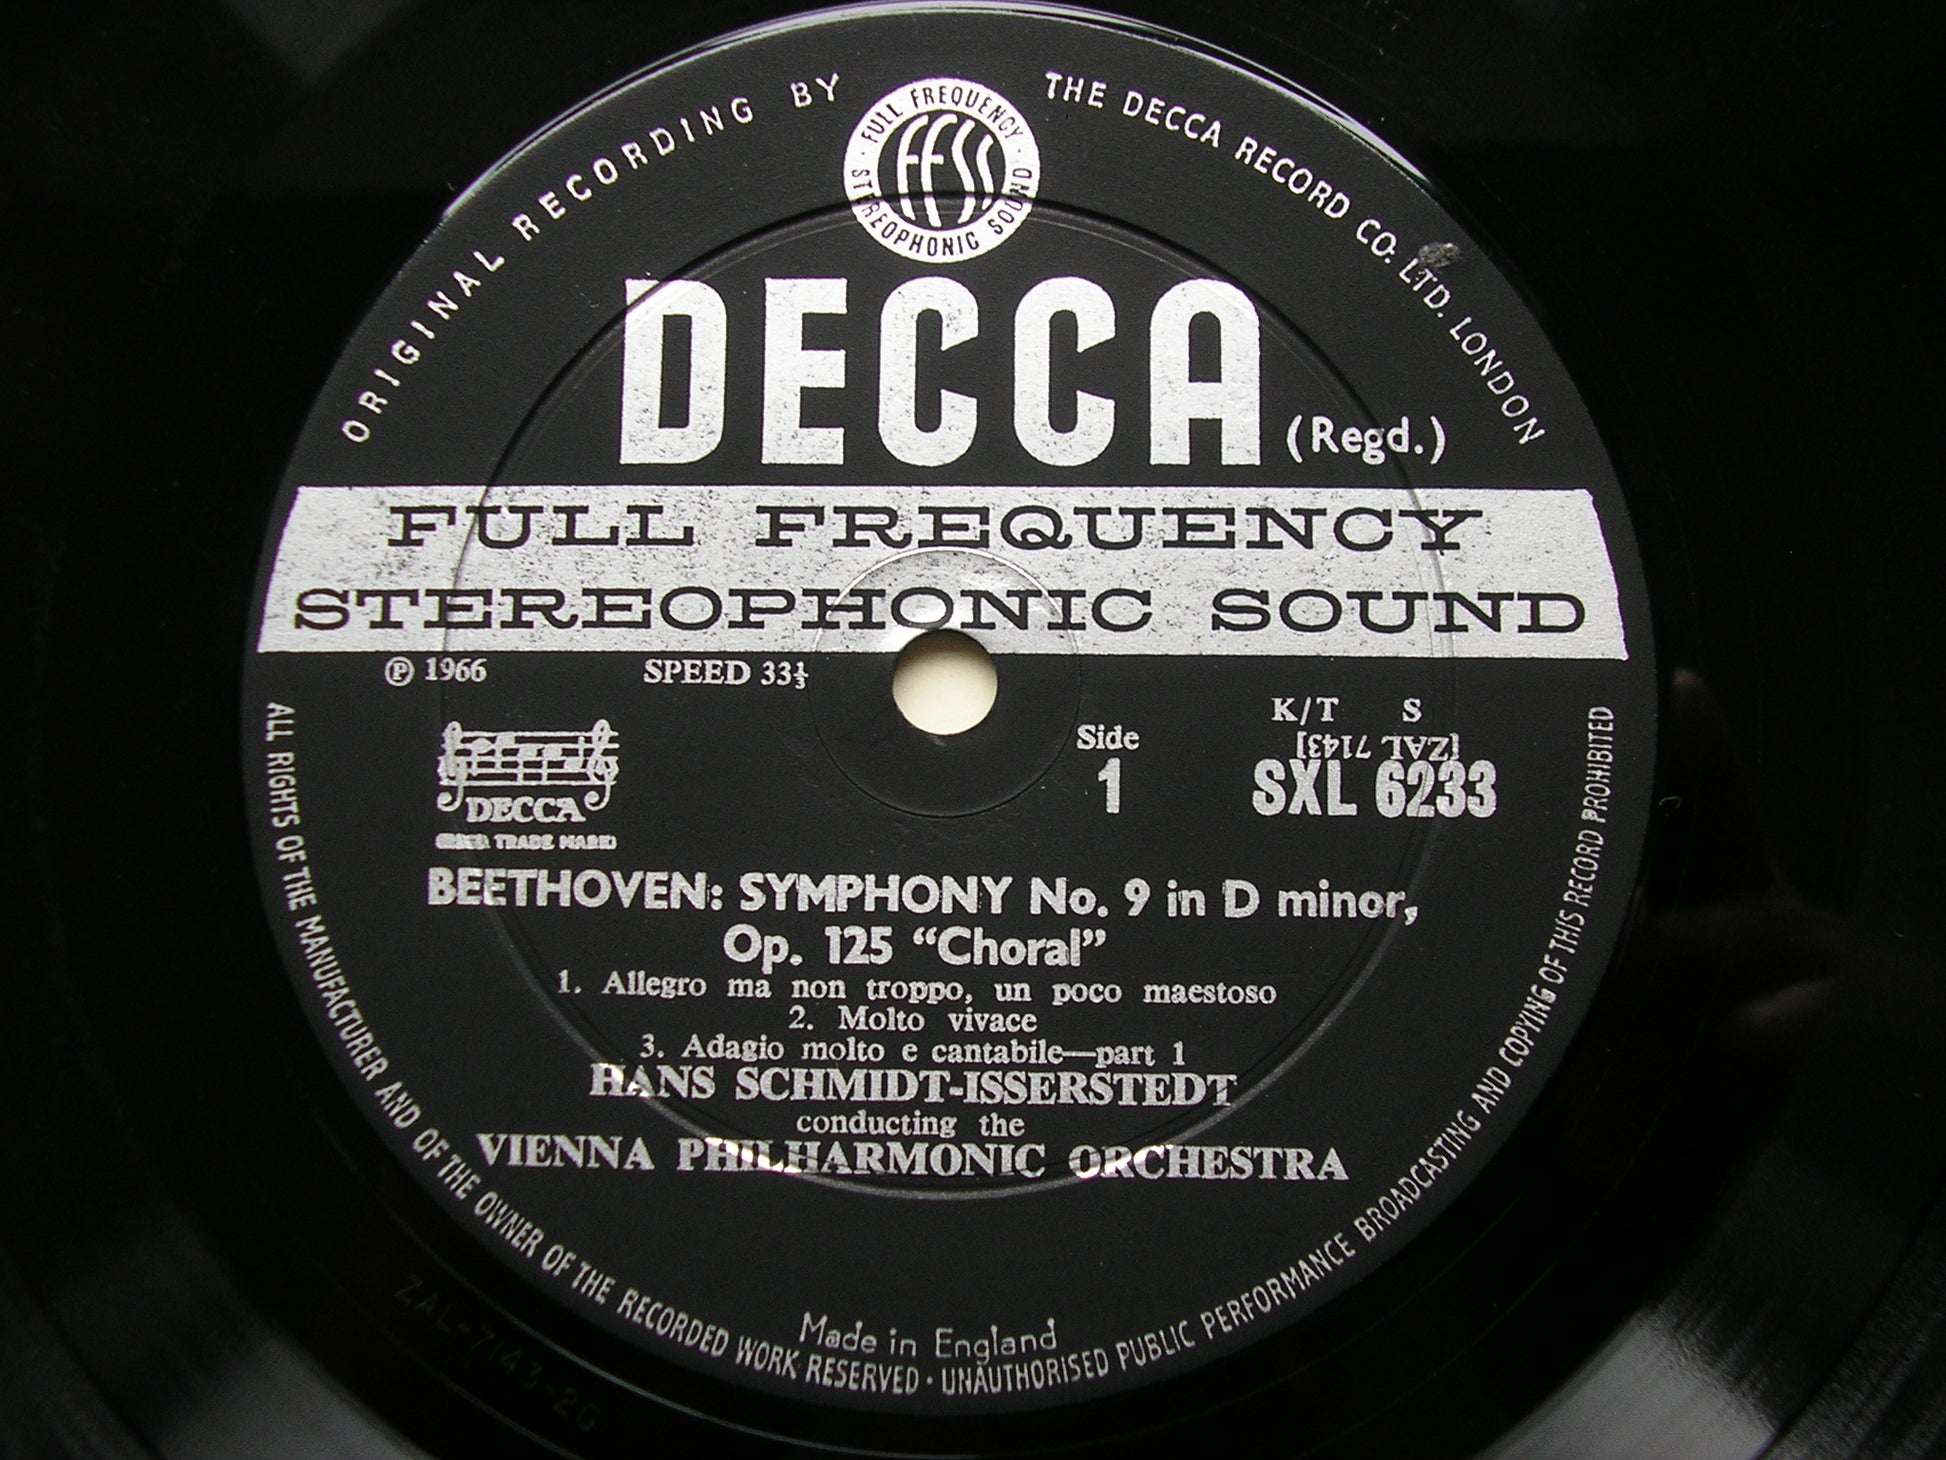 ORIGINAL RECORDING BY THE DECCA RECORD CO. LTD. LONDON
FULL FREQUENCY STEREOPHONIC SOUND
FFSS
DECCA (Regd.)
FULL FREQUENCY
STEREOPHONIC SOUND
Ⓟ 1966 SPEED 33⅓
K/T S
[ZAL 7143]
Side
1
SXL 6233
DECCA
TRADE MARK)
BEETHOVEN: SYMPHONY No. 9 in D minor,
Op. 125 “Choral”
1. Allegro ma non troppo, un poco maestoso
2. Molto vivace
3. Adagio molto e cantabile—part 1
HANS SCHMIDT-ISSERSTEDT
conducting the
VIENNA PHILHARMONIC ORCHESTRA
Made in England
ALL RIGHTS OF THE MANUFACTURER AND OF THE OWNER OF THE RECORDED WORK RESERVED · UNAUTHORISED PUBLIC PERFORMANCE BROADCASTING AND COPYING OF THIS RECORD PROHIBITED
ZAL-7143-2G